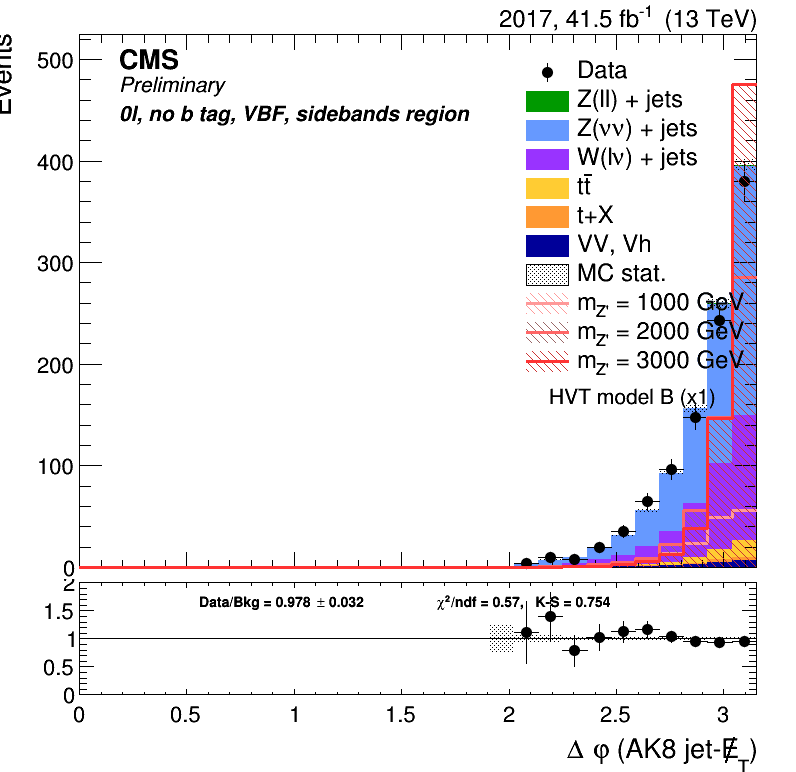 2017, 41.5 fb⁻¹ (13 TeV)
Events
CMS
Preliminary
0l, no b tag, VBF, sidebands region
Data
Z(ll) + jets
Z(νν) + jets
W(lν) + jets
tt̄
t+X
VV, Vh
MC stat.
m_Z' = 1000 GeV
m_Z' = 2000 GeV
m_Z' = 3000 GeV
HVT model B (x1)
500
400
300
200
100
0
Data/Bkg = 0.978 ± 0.032
χ²/ndf = 0.57, K-S = 0.754
2
1.5
1
0.5
0
0 0.5 1 1.5 2 2.5 3
Δ φ (AK8 jet-E̸_T)